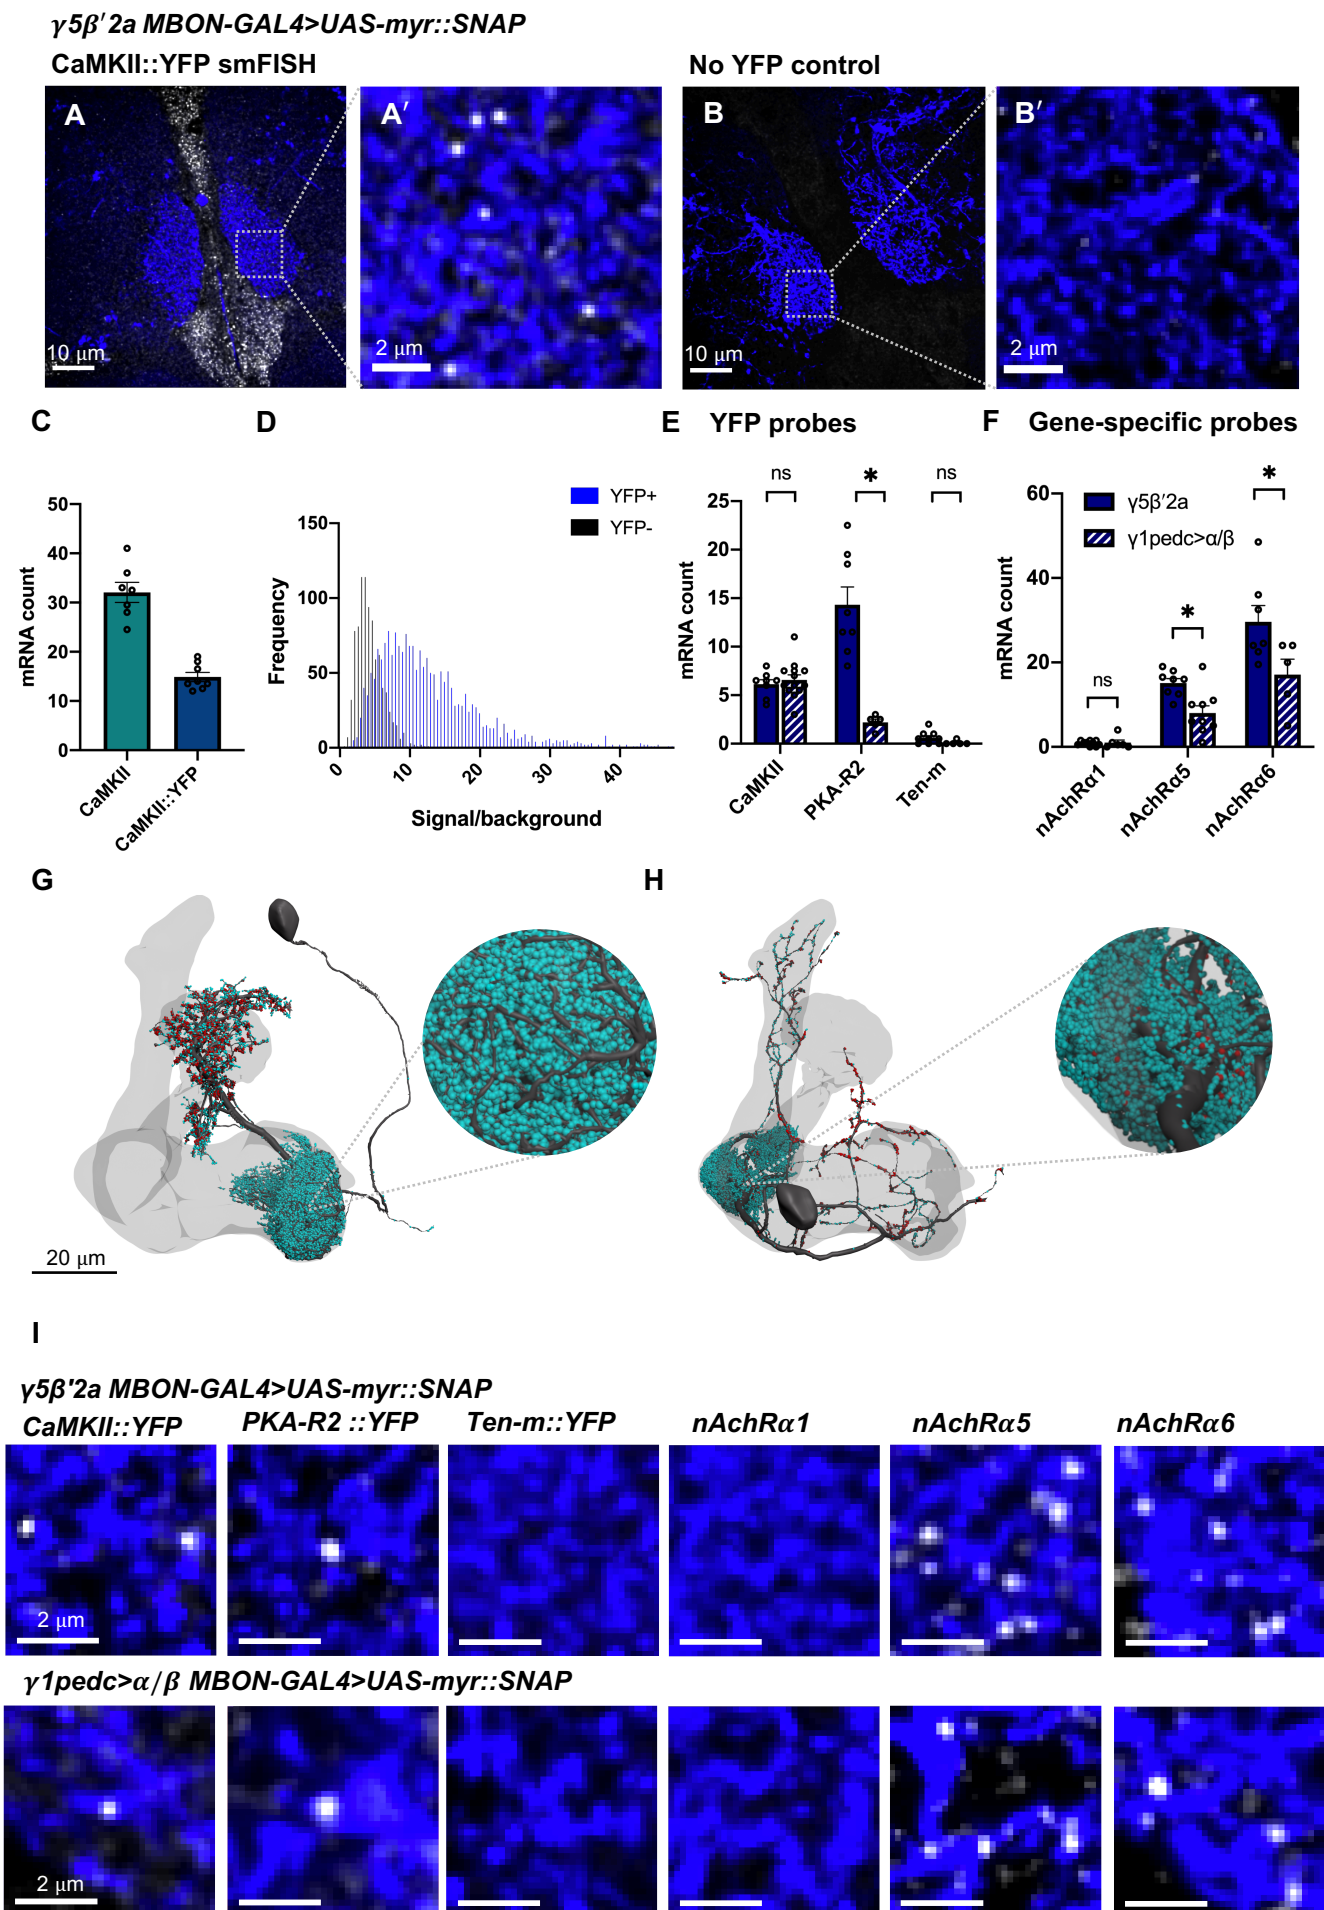 γ5β′2a MBON-GAL4>UAS-myr::SNAP
CaMKII::YFP smFISH
No YFP control
A
A′
B
B′
10 μm
2 μm
10 μm
2 μm
C
D
E YFP probes
F Gene-specific probes
mRNA count
50
40
30
20
10
0
CaMKII
CaMKII::YFP
YFP+
YFP-
Frequency
150
100
50
0
0
10
20
30
40
Signal/background
mRNA count
25
20
15
10
5
0
ns
*
ns
CaMKII
PKA-R2
Ten-m
mRNA count
60
40
20
0
γ5β′2a
γ1pedc>α/β
ns
*
*
nAchRα1
nAchRα5
nAchRα6
G
H
20 μm
I
γ5β'2a MBON-GAL4>UAS-myr::SNAP
CaMKII::YFP
PKA-R2 ::YFP
Ten-m::YFP
nAchRα1
nAchRα5
nAchRα6
2 μm
γ1pedc>α/β MBON-GAL4>UAS-myr::SNAP
2 μm